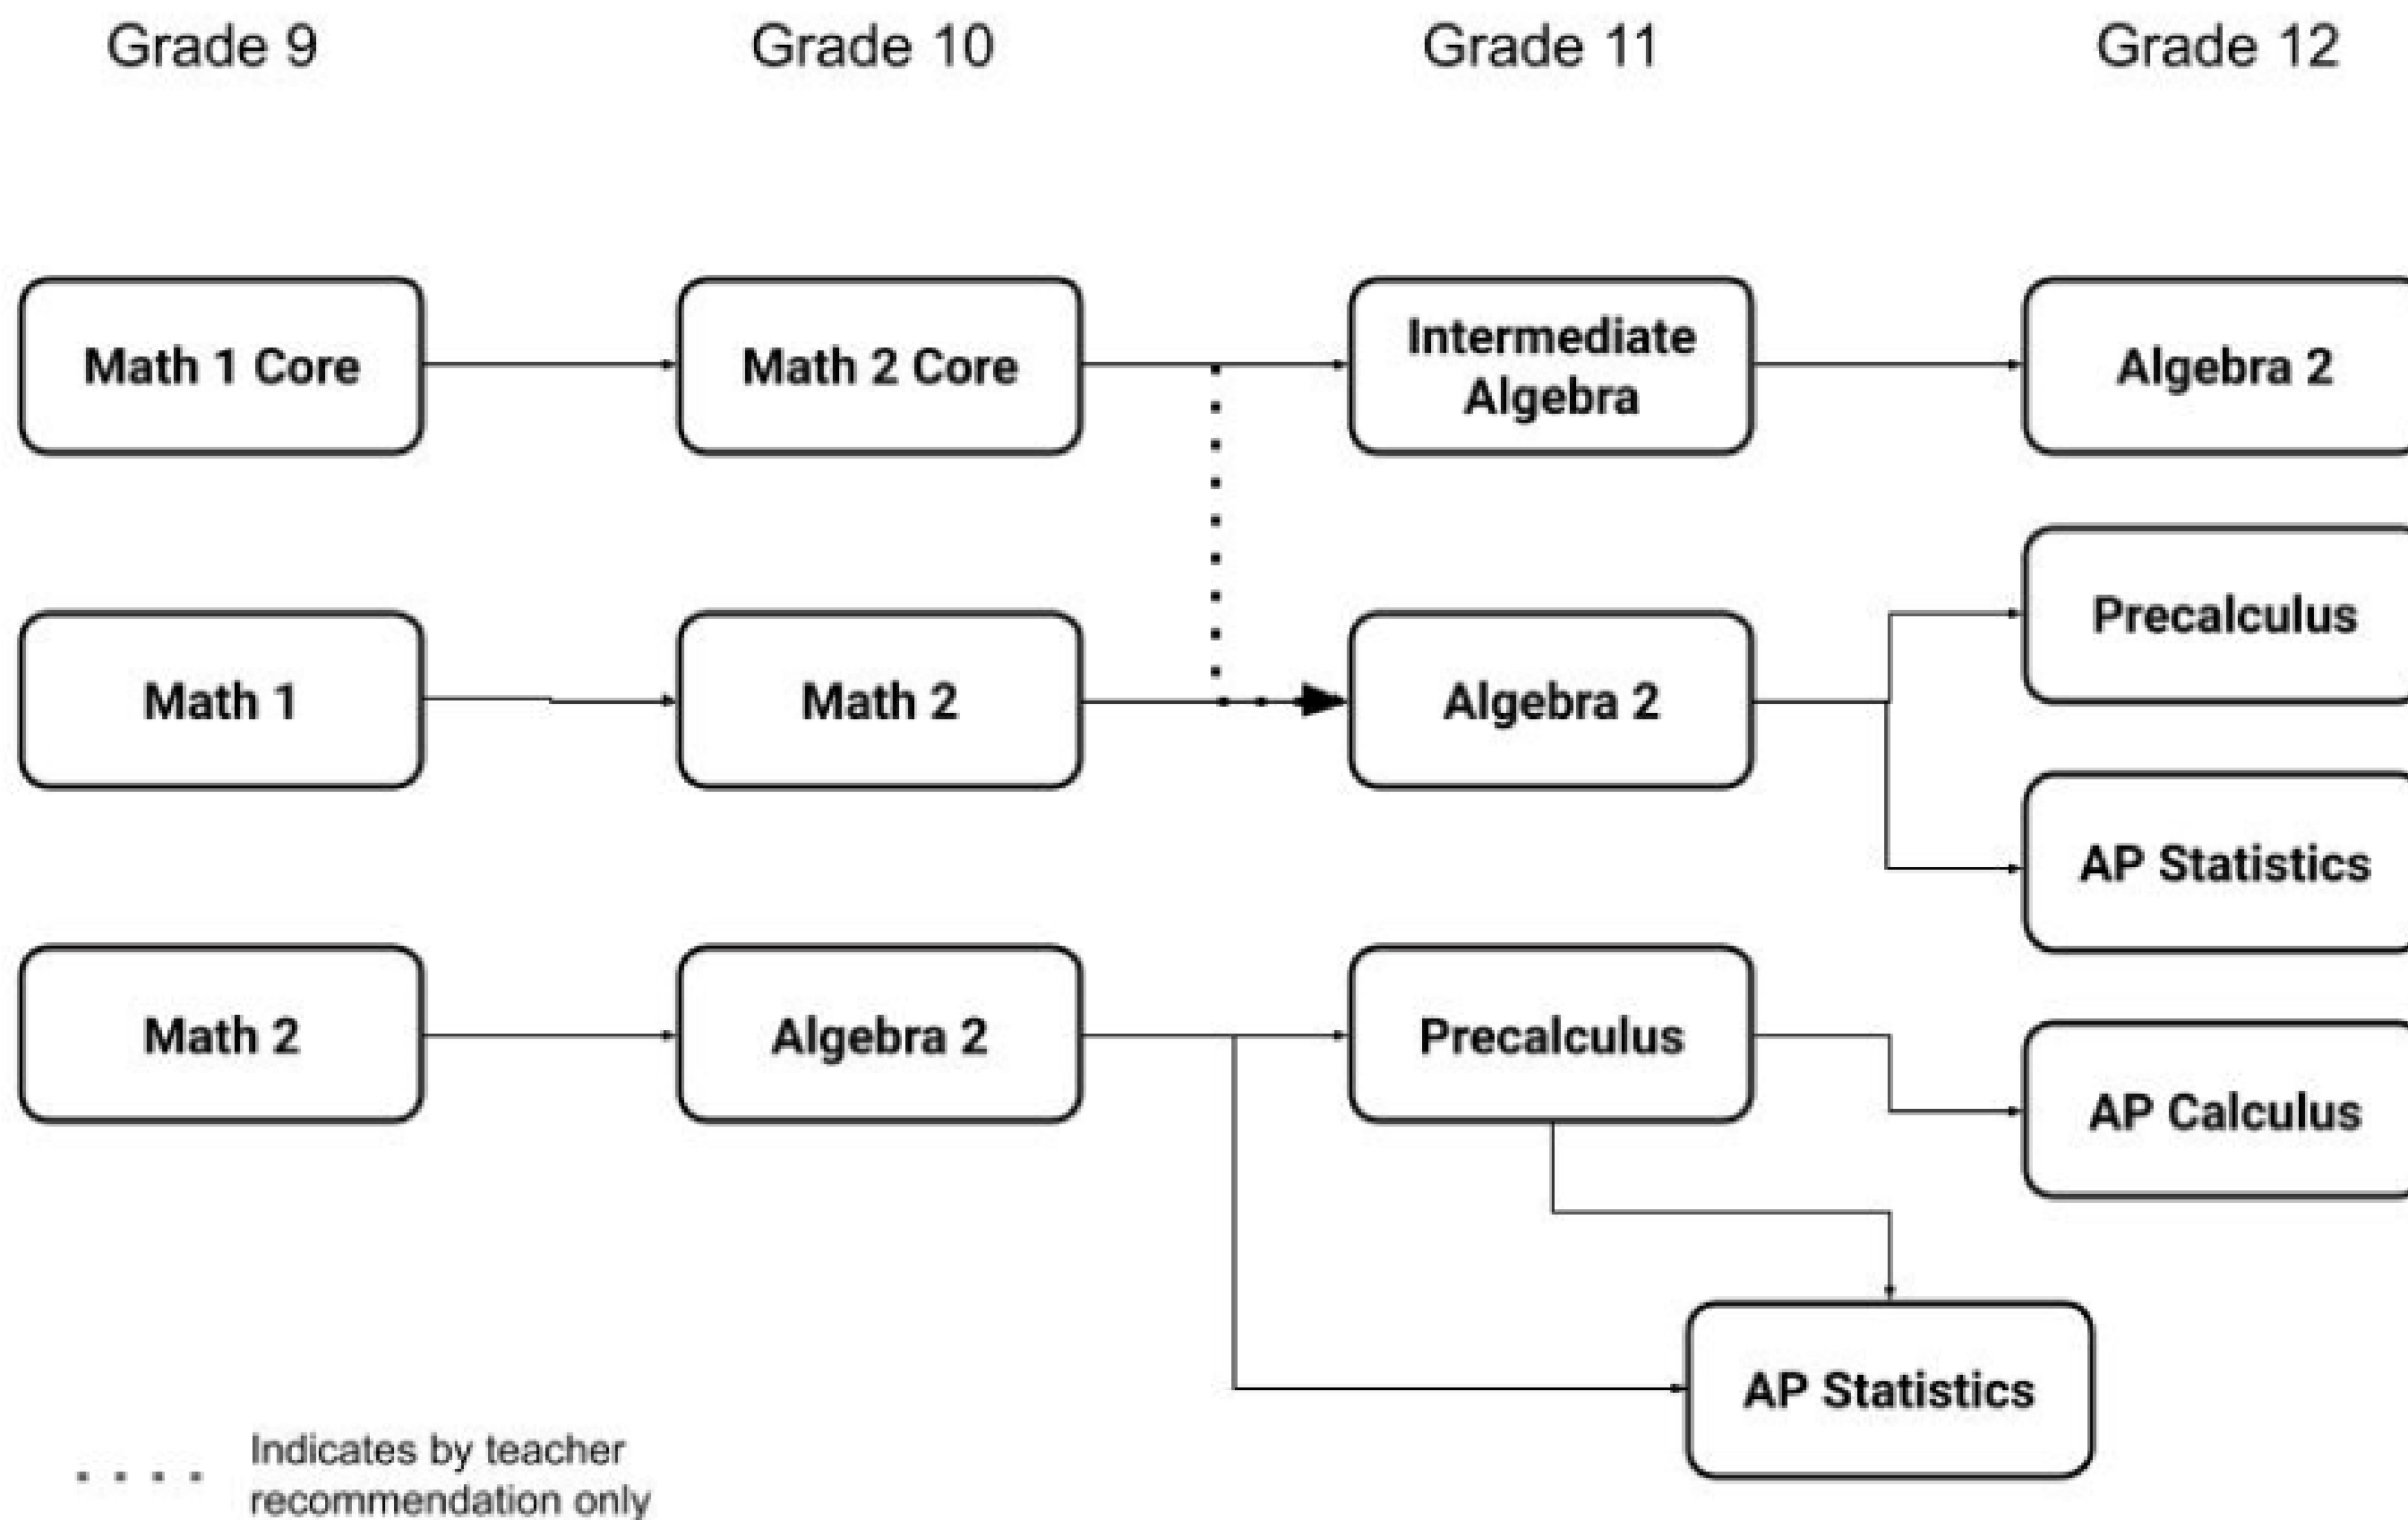 Grade 9
Grade 10
Grade 11
Grade 12
Math 1 Core
Math 2 Core
Intermediate
Algebra
Algebra 2
Precalculus
Math 1
Math 2
Algebra 2
AP Statistics
Math 2
Algebra 2
Precalculus
AP Calculus
AP Statistics
Indicates by teacher
recommendation only